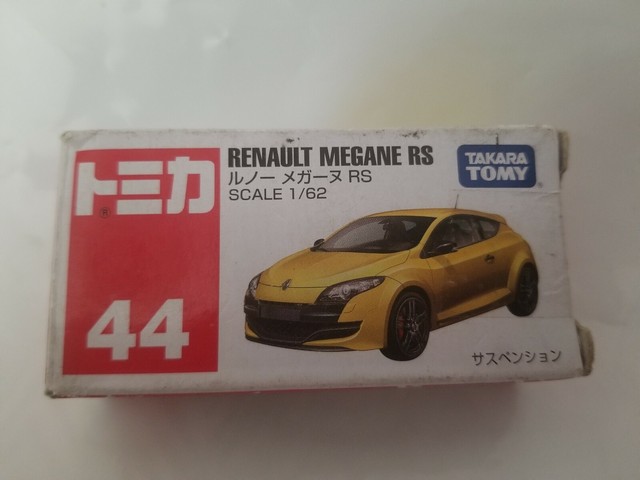 トミカ
®
44
RENAULT MEGANE RS
ルノー メガーヌ RS
SCALE 1/62
TAKARA
TOMY
サスペンション